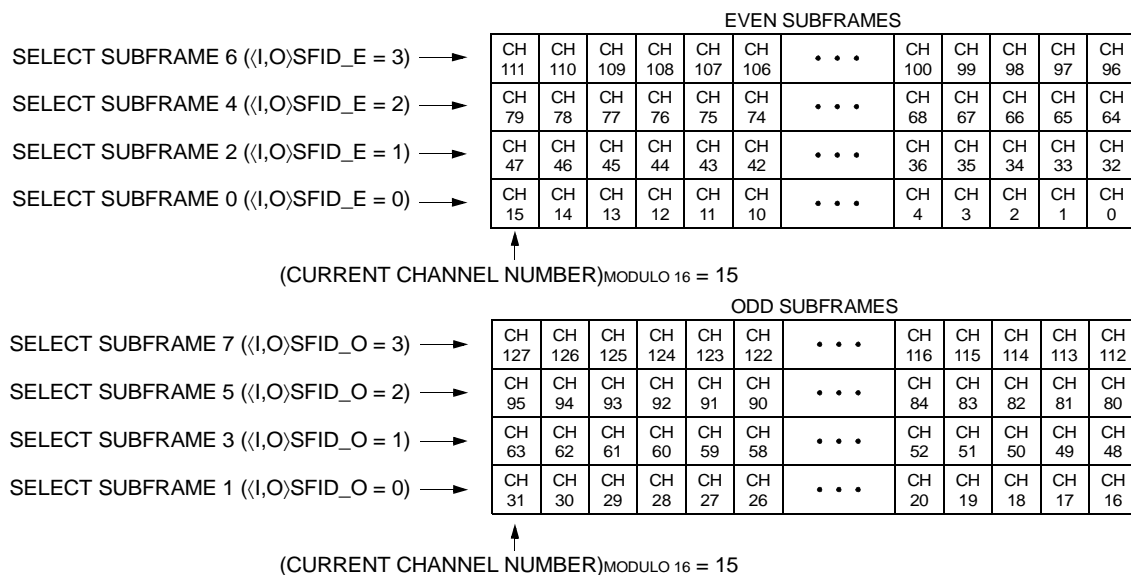 EVEN SUBFRAMES
SELECT SUBFRAME 6 (⟨I,O⟩SFID_E = 3) CH 111 CH 110 CH 109 CH 108 CH 107 CH 106 • • • CH 100 CH 99 CH 98 CH 97 CH 96
SELECT SUBFRAME 4 (⟨I,O⟩SFID_E = 2) CH 79 CH 78 CH 77 CH 76 CH 75 CH 74 • • • CH 68 CH 67 CH 66 CH 65 CH 64
SELECT SUBFRAME 2 (⟨I,O⟩SFID_E = 1) CH 47 CH 46 CH 45 CH 44 CH 43 CH 42 • • • CH 36 CH 35 CH 34 CH 33 CH 32
SELECT SUBFRAME 0 (⟨I,O⟩SFID_E = 0) CH 15 CH 14 CH 13 CH 12 CH 11 CH 10 • • • CH 4 CH 3 CH 2 CH 1 CH 0
(CURRENT CHANNEL NUMBER)MODULO 16 = 15
ODD SUBFRAMES
SELECT SUBFRAME 7 (⟨I,O⟩SFID_O = 3) CH 127 CH 126 CH 125 CH 124 CH 123 CH 122 • • • CH 116 CH 115 CH 114 CH 113 CH 112
SELECT SUBFRAME 5 (⟨I,O⟩SFID_O = 2) CH 95 CH 94 CH 93 CH 92 CH 91 CH 90 • • • CH 84 CH 83 CH 82 CH 81 CH 80
SELECT SUBFRAME 3 (⟨I,O⟩SFID_O = 1) CH 63 CH 62 CH 61 CH 60 CH 59 CH 58 • • • CH 52 CH 51 CH 50 CH 49 CH 48
SELECT SUBFRAME 1 (⟨I,O⟩SFID_O = 0) CH 31 CH 30 CH 29 CH 28 CH 27 CH 26 • • • CH 20 CH 19 CH 18 CH 17 CH 16
(CURRENT CHANNEL NUMBER)MODULO 16 = 15